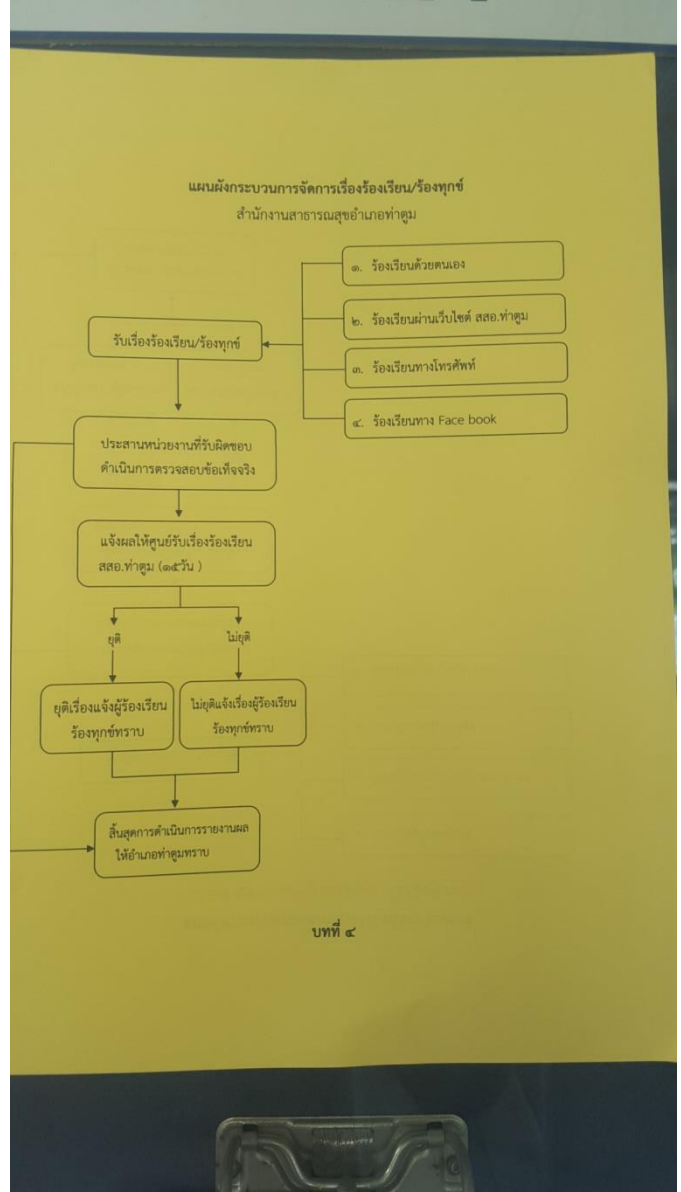 แผนผังกระบวนการจัดการเรื่องร้องเรียน/ร้องทุกข์
สำนักงานสาธารณสุขอำเภอท่าตูม
๑. ร้องเรียนด้วยตนเอง
๒. ร้องเรียนผ่านเว็บไซต์ สสอ.ท่าตูม
๓. ร้องเรียนทางโทรศัพท์
๔. ร้องเรียนทาง Face book
รับเรื่องร้องเรียน/ร้องทุกข์
ประสานหน่วยงานที่รับผิดชอบ
ดำเนินการตรวจสอบข้อเท็จจริง
แจ้งผลให้ศูนย์รับเรื่องร้องเรียน
สสอ.ท่าตูม (๑๕วัน )
ยุติ
ไม่ยุติ
ยุติเรื่องแจ้งผู้ร้องเรียน
ร้องทุกข์ทราบ
ไม่ยุติแจ้งเรื่องผู้ร้องเรียน
ร้องทุกข์ทราบ
สิ้นสุดการดำเนินการรายงานผล
ให้อำเภอท่าตูมทราบ
บทที่ ๔